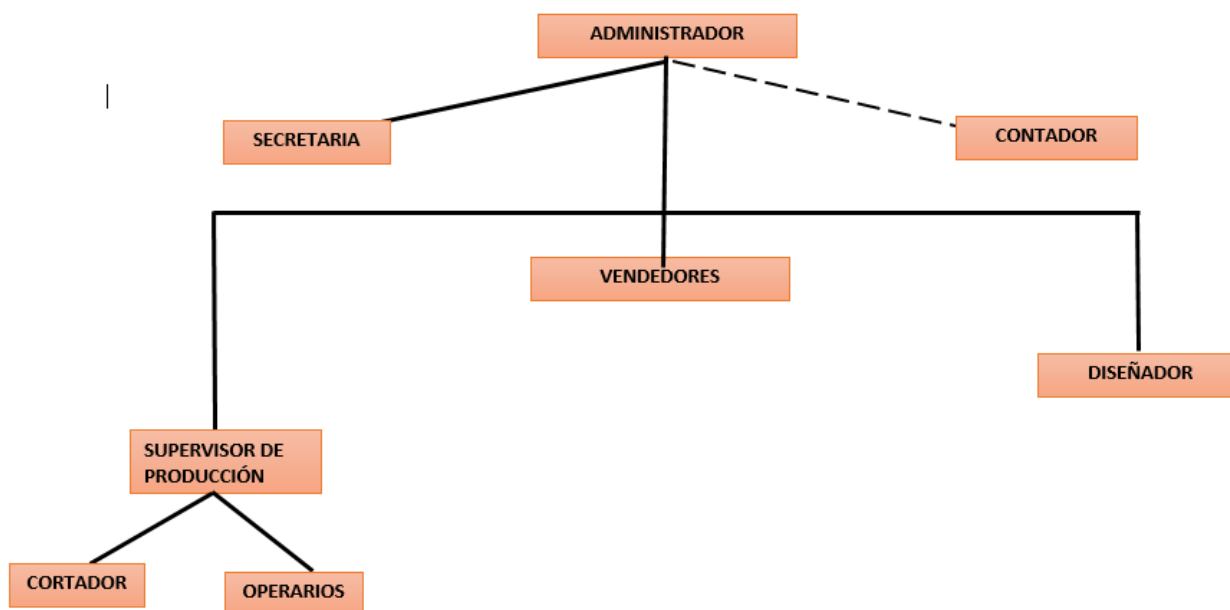 ADMINISTRADOR
SECRETARIA
CONTADOR
VENDEDORES
DISEÑADOR
SUPERVISOR DE
PRODUCCIÓN
CORTADOR
OPERARIOS